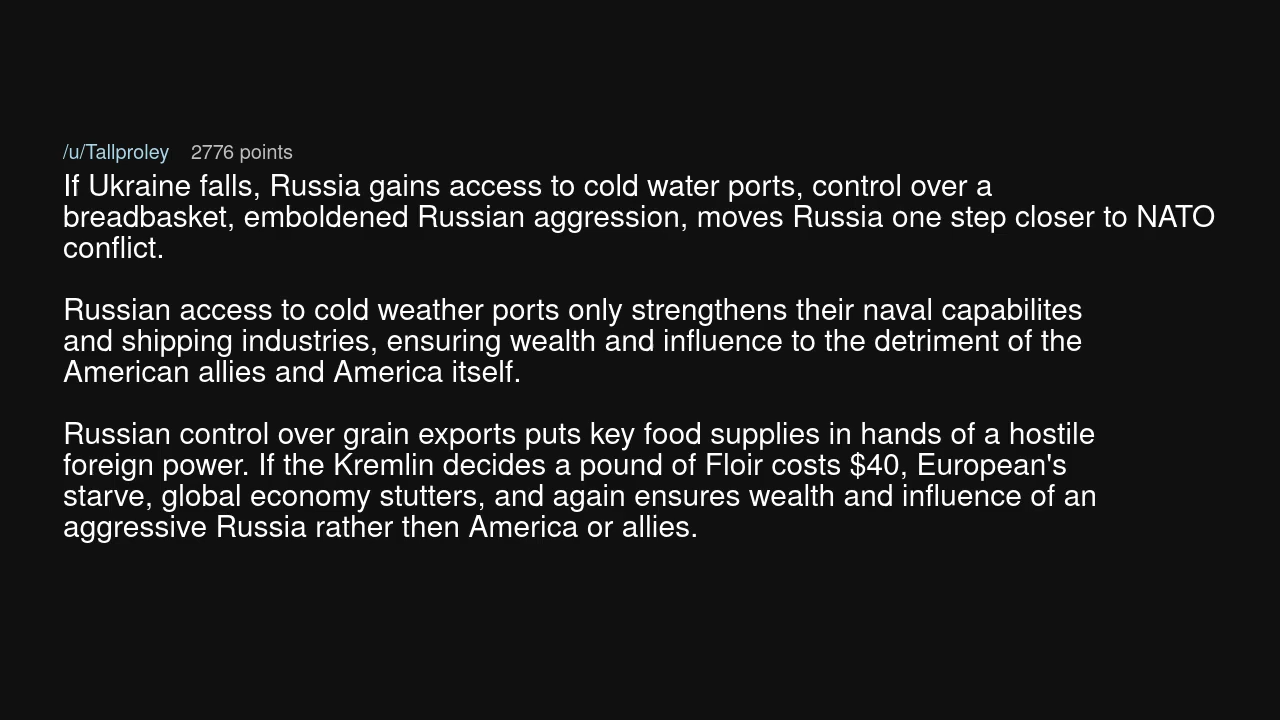 /u/Tallproley 2776 points
If Ukraine falls, Russia gains access to cold water ports, control over a
breadbasket, emboldened Russian aggression, moves Russia one step closer to NATO
conflict.
Russian access to cold weather ports only strengthens their naval capabilites
and shipping industries, ensuring wealth and influence to the detriment of the
American allies and America itself.
Russian control over grain exports puts key food supplies in hands of a hostile
foreign power. If the Kremlin decides a pound of Floir costs $40, European's
starve, global economy stutters, and again ensures wealth and influence of an
aggressive Russia rather then America or allies.